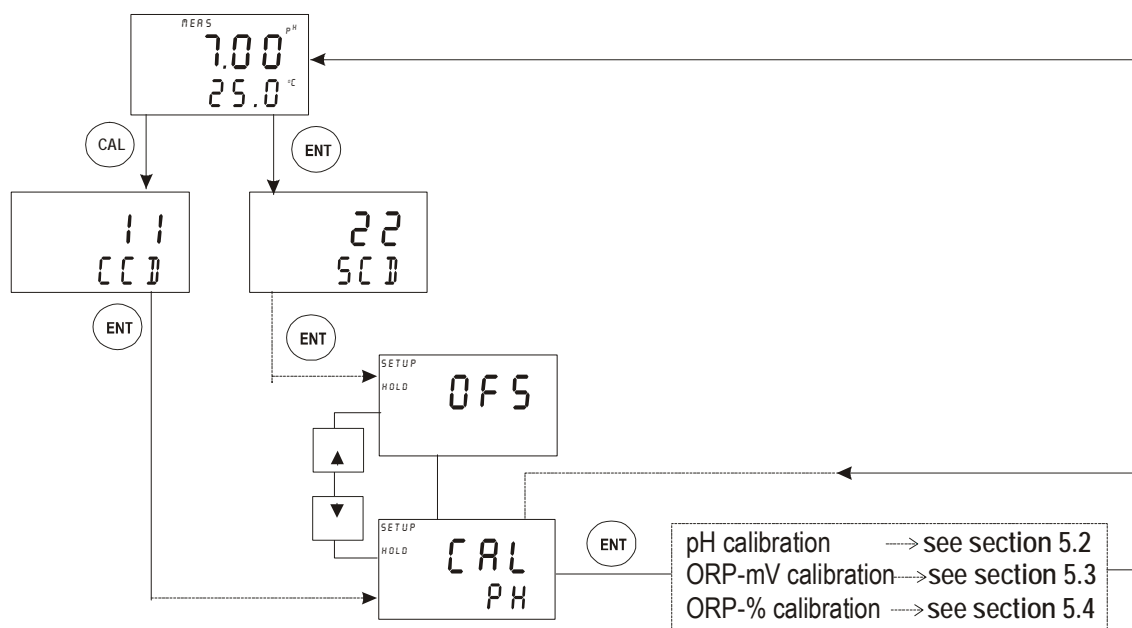 MEAS
7.00 pH
25.0 °C
CAL
ENT
11
CCD
22
SCD
ENT
ENT
SETUP
HOLD
OFS
SETUP
HOLD
CAL
PH
ENT
pH calibration see section 5.2
ORP-mV calibration see section 5.3
ORP-% calibration see section 5.4